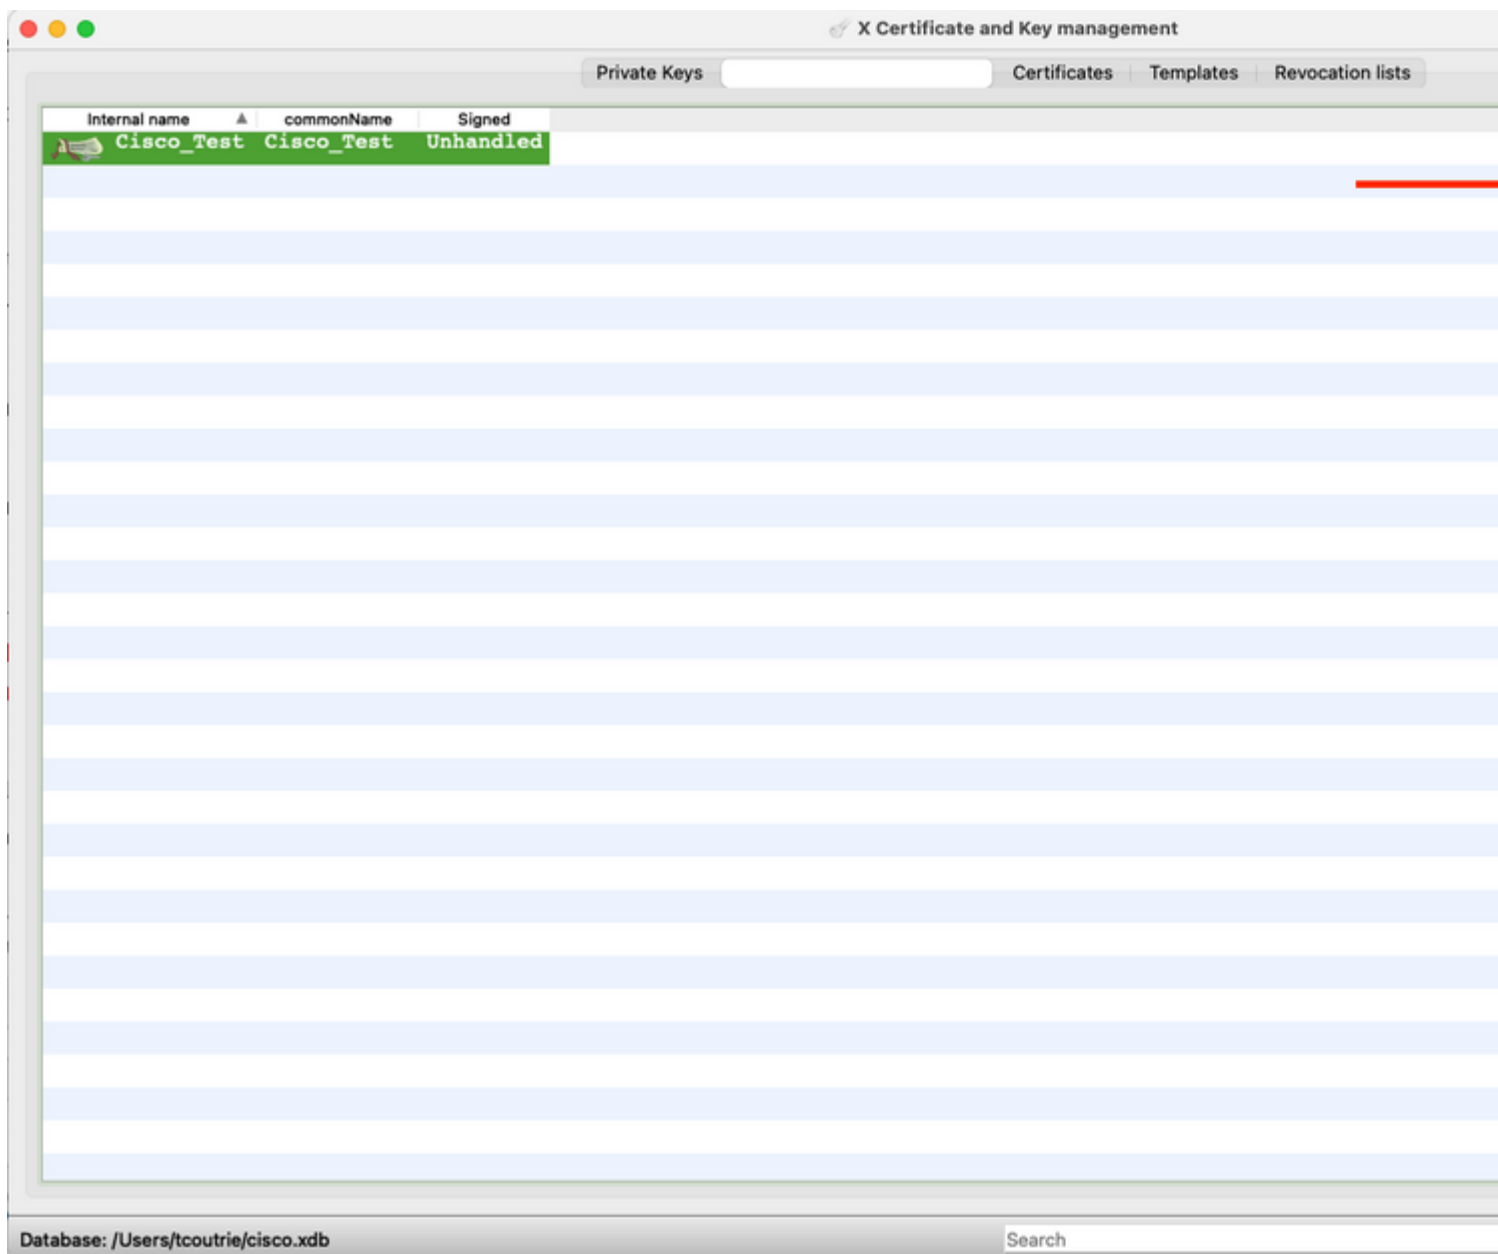 X Certificate and Key management
Private Keys Certificates Templates Revocation lists
Internal name commonName Signed
Cisco_Test Cisco_Test Unhandled
Database: /Users/tcoutrie/cisco.xdb Search